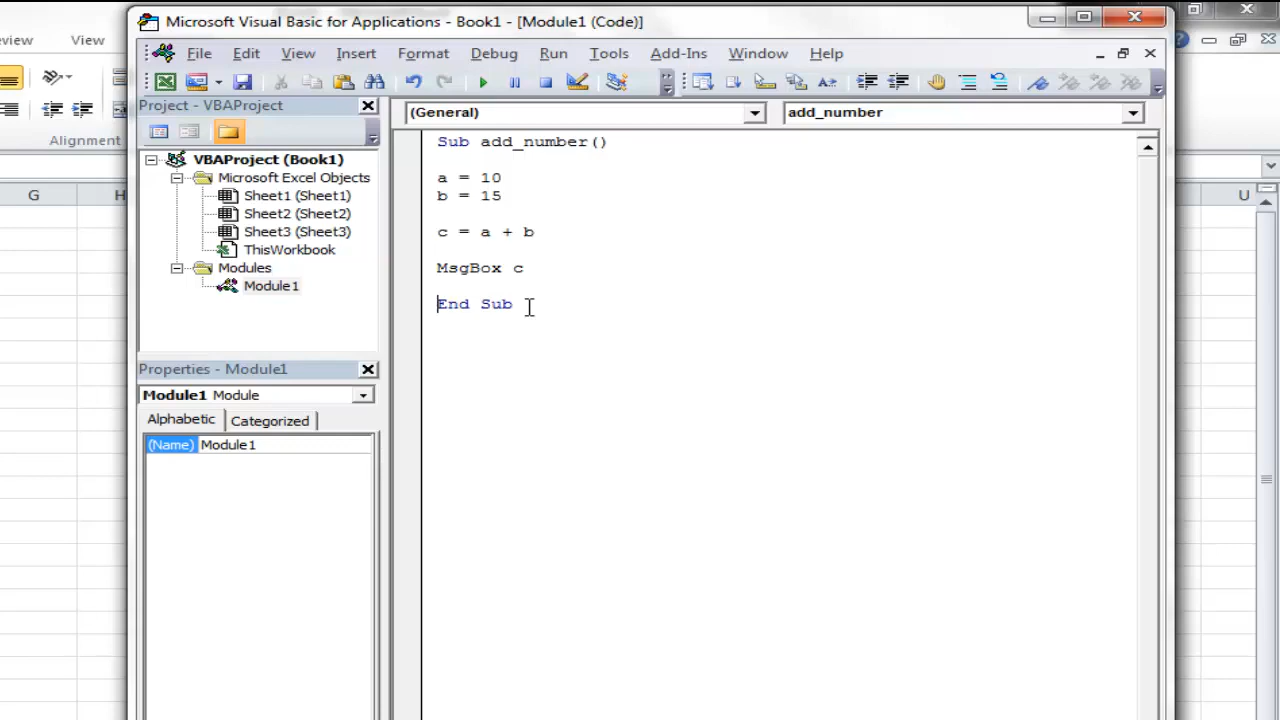 Microsoft Visual Basic for Applications - Book1 - [Module1 (Code)]
View
File Edit View Insert Format Debug Run Tools Add-Ins Window Help
Project - VBAProject
(General)
add_number
Alignment
VBAProject (Book1)
Microsoft Excel Objects
Sheet1 (Sheet1)
Sheet2 (Sheet2)
Sheet3 (Sheet3)
ThisWorkbook
Modules
Module1
G
H
U
Sub add_number()
a = 10
b = 15
c = a + b
MsgBox c
End Sub
Properties - Module1
Module1 Module
Alphabetic Categorized
(Name) Module1